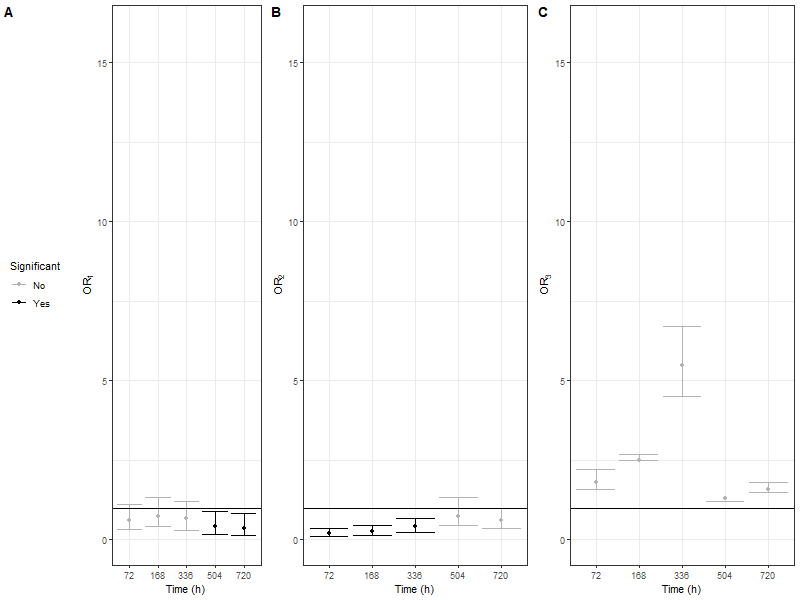 A
B
C
15
10
5
0
OR1
72 168 336 504 720
Time (h)
15
10
5
0
OR2
72 168 336 504 720
Time (h)
15
10
5
0
OR3
72 168 336 504 720
Time (h)
Significant
No
Yes